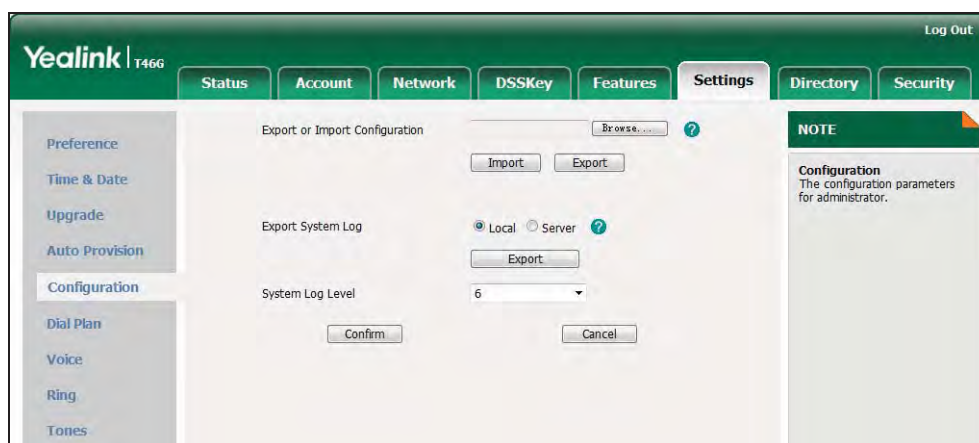 Log Out
Yealink T46G
Status Account Network DSSKey Features Settings Directory Security
Preference
Time & Date
Upgrade
Auto Provision
Configuration
Dial Plan
Voice
Ring
Tones
Export or Import Configuration Browse... ?
Import Export
Export System Log Local Server ?
Export
System Log Level 6
Confirm Cancel
NOTE
Configuration
The configuration parameters
for administrator.